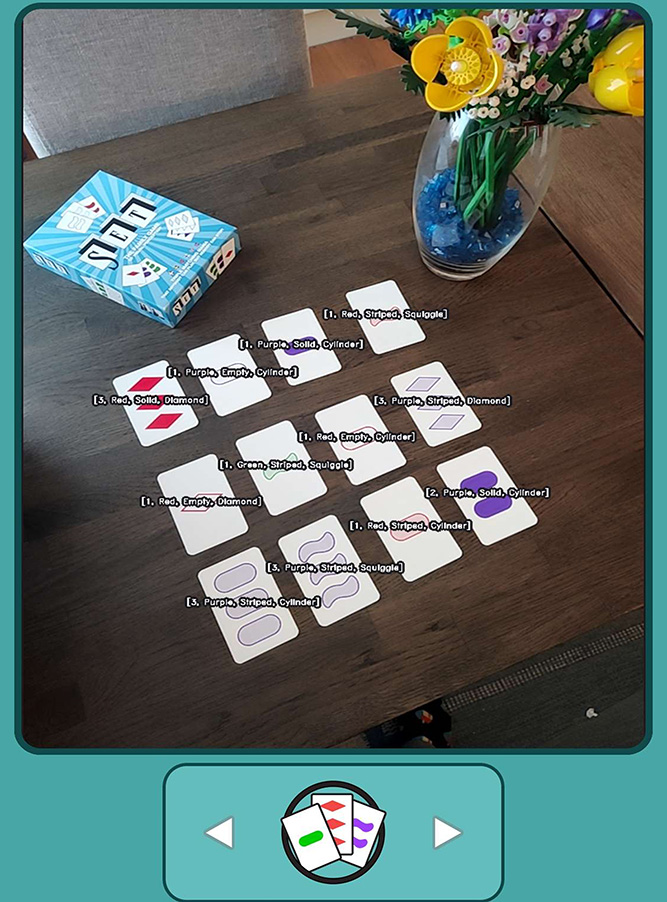 SET
[1, Red, Striped, Squiggle]
[1, Purple, Solid, Cylinder]
[1, Purple, Empty, Cylinder]
[3, Red, Solid, Diamond]
[3, Purple, Striped, Diamond]
[1, Red, Empty, Cylinder]
[1, Green, Striped, Squiggle]
[1, Red, Empty, Diamond]
[2, Purple, Solid, Cylinder]
[1, Red, Striped, Cylinder]
[3, Purple, Striped, Squiggle]
[3, Purple, Striped, Cylinder]
SET